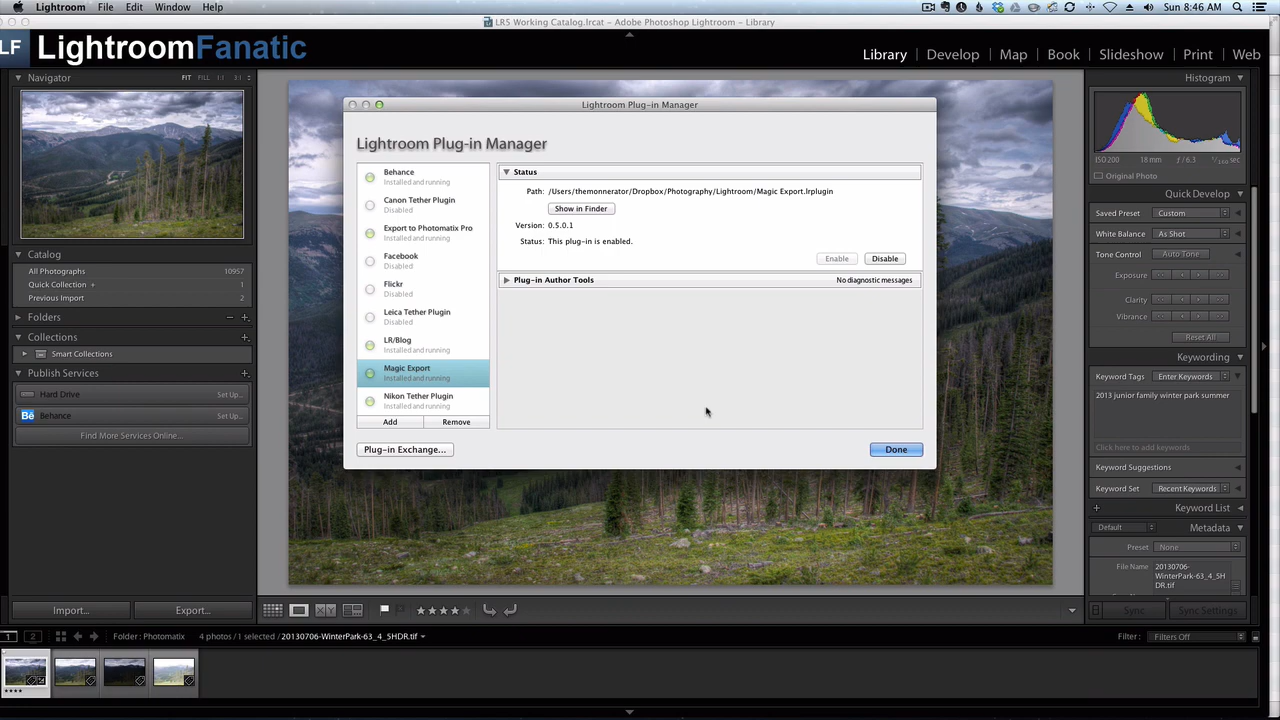 Lightroom File Edit Window Help
Sun 8:46 AM
LR5 Working Catalog.lrcat - Adobe Photoshop Lightroom - Library
LF LightroomFanatic
Library Develop Map Book Slideshow Print Web
Navigator FIT FILL 1:1 3:1
Catalog
All Photographs 10957
Quick Collection + 1
Previous Import 2
Folders
Collections
Smart Collections
Publish Services
Hard Drive Set Up...
Bē Behance Set Up...
Find More Services Online...
Import... Export...
Lightroom Plug-in Manager
Lightroom Plug-in Manager
Behance
Installed and running
Canon Tether Plugin
Disabled
Export to Photomatix Pro
Installed and running
Facebook
Disabled
Flickr
Disabled
Leica Tether Plugin
Disabled
LR/Blog
Installed and running
Magic Export
Installed and running
Nikon Tether Plugin
Installed and running
Add Remove
Plug-in Exchange...
Status
Path: /Users/themonnerator/Dropbox/Photography/Lightroom/Magic Export.lrplugin
Show in Finder
Version: 0.5.0.1
Status: This plug-in is enabled.
Enable Disable
Plug-in Author Tools No diagnostic messages
Done
Histogram
ISO 200 18 mm f / 6.3
Original Photo
Quick Develop
Saved Preset Custom
White Balance As Shot
Tone Control Auto Tone
Exposure
Clarity
Vibrance
Reset All
Keywording
Keyword Tags Enter Keywords
2013 junior family winter park summer
Click here to add keywords
Keyword Suggestions
Keyword Set Recent Keywords
Keyword List
Default Metadata
Preset None
File Name 20130706-
WinterPark-63_4_5H
DR.tif
Sync Sync Settings
XY
1 2 Folder : Photomatix 4 photos / 1 selected / 20130706-WinterPark-63_4_5HDR.tif Filter : Filters Off